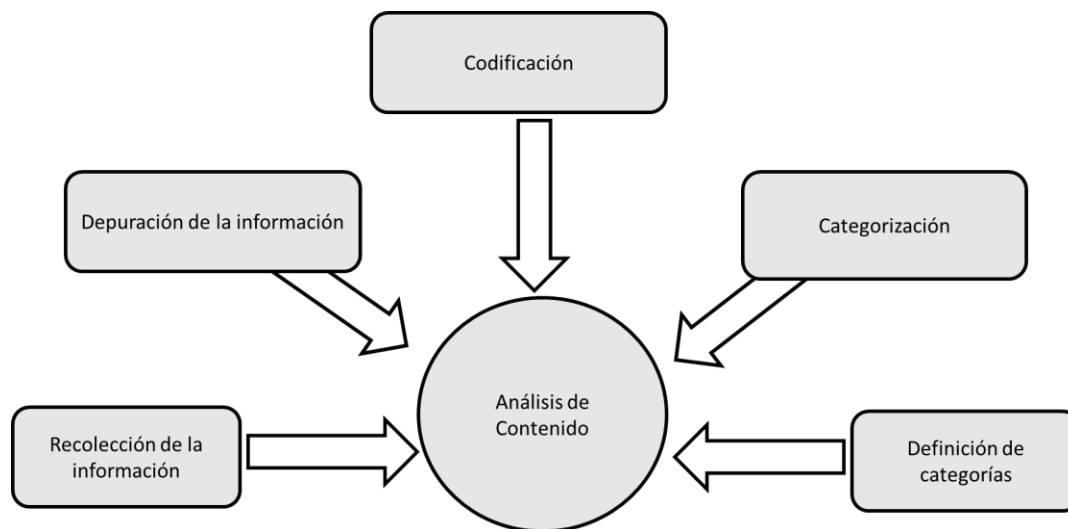 Codificación
Depuración de la información
Categorización
Análisis de
Contenido
Recolección de la
información
Definición de
categorías